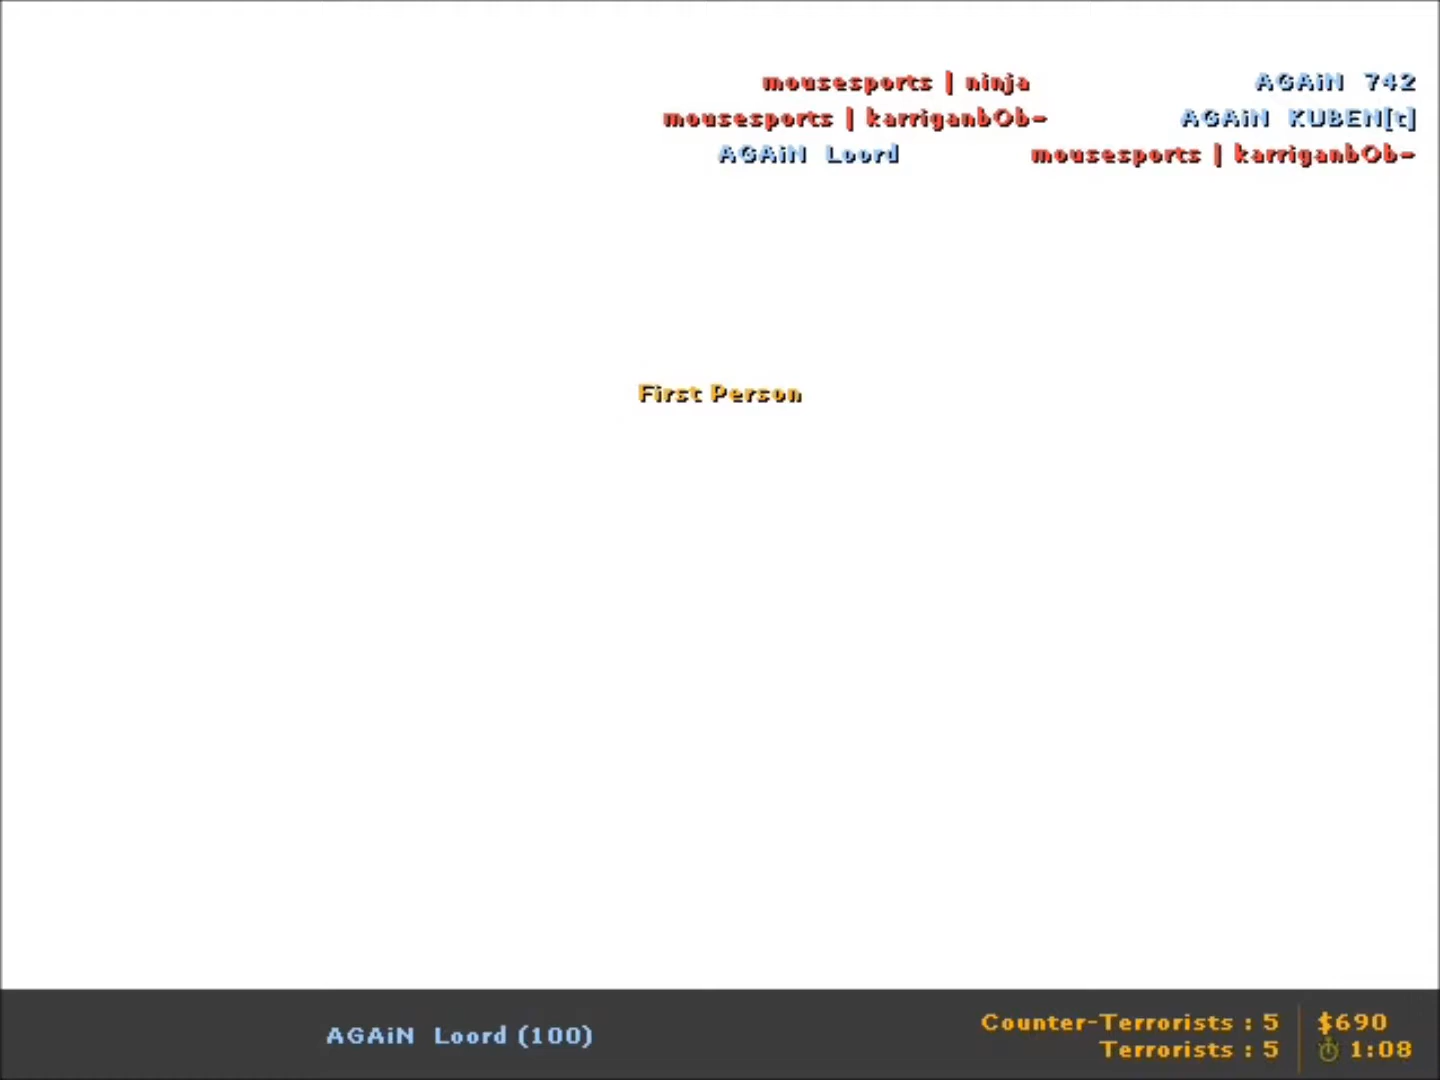 mousesports | ninja AGAiN 742
mousesports | karriganbOb- AGAiN KUBEN[t]
AGAiN Loord mousesports | karriganbOb-
First Person
AGAiN Loord (100)
Counter-Terrorists : 5 $690
Terrorists : 5 1:08